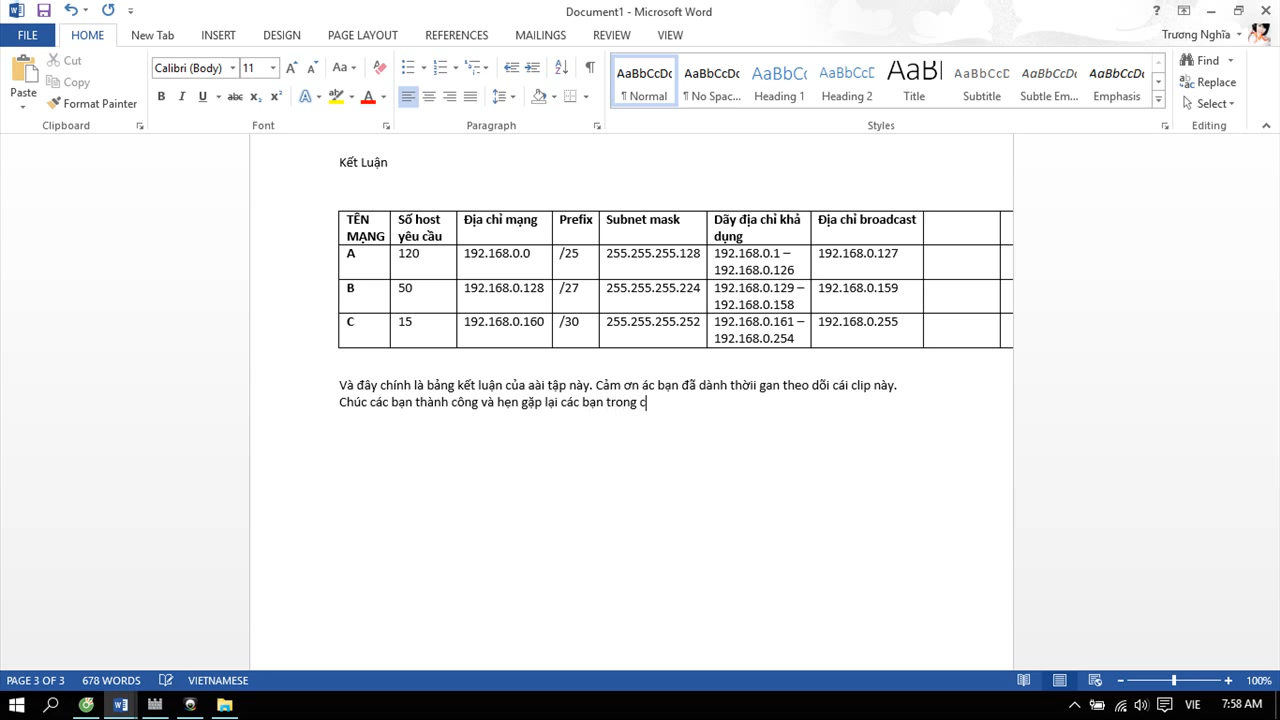 Document1 - Microsoft Word
FILE HOME New Tab INSERT DESIGN PAGE LAYOUT REFERENCES MAILINGS REVIEW VIEW Trương Nghĩa
Paste Cut Copy Format Painter
Calibri (Body) 11
AaBbCcDc AaBbCcDc AaBbCc AaBbCcD AaBl AaBbCcD AaBbCcDc AaBbCcDc
¶ Normal ¶ No Spac... Heading 1 Heading 2 Title Subtitle Subtle Em... Emphasis
Find Replace Select
Clipboard Font Paragraph Styles Editing
Kết Luận
TÊN MẠNG Số host yêu cầu Địa chỉ mạng Prefix Subnet mask Dãy địa chỉ khả dụng Địa chỉ broadcast
A 120 192.168.0.0 /25 255.255.255.128 192.168.0.1 – 192.168.0.126 192.168.0.127
B 50 192.168.0.128 /27 255.255.255.224 192.168.0.129 – 192.168.0.158 192.168.0.159
C 15 192.168.0.160 /30 255.255.255.252 192.168.0.161 – 192.168.0.254 192.168.0.255
Và đây chính là bảng kết luận của aài tập này. Cảm ơn ác bạn đã dành thờii gan theo dõi cái clip này.
Chúc các bạn thành công và hẹn gặp lại các bạn trong c
PAGE 3 OF 3 678 WORDS VIETNAMESE 100%
VIE 7:58 AM